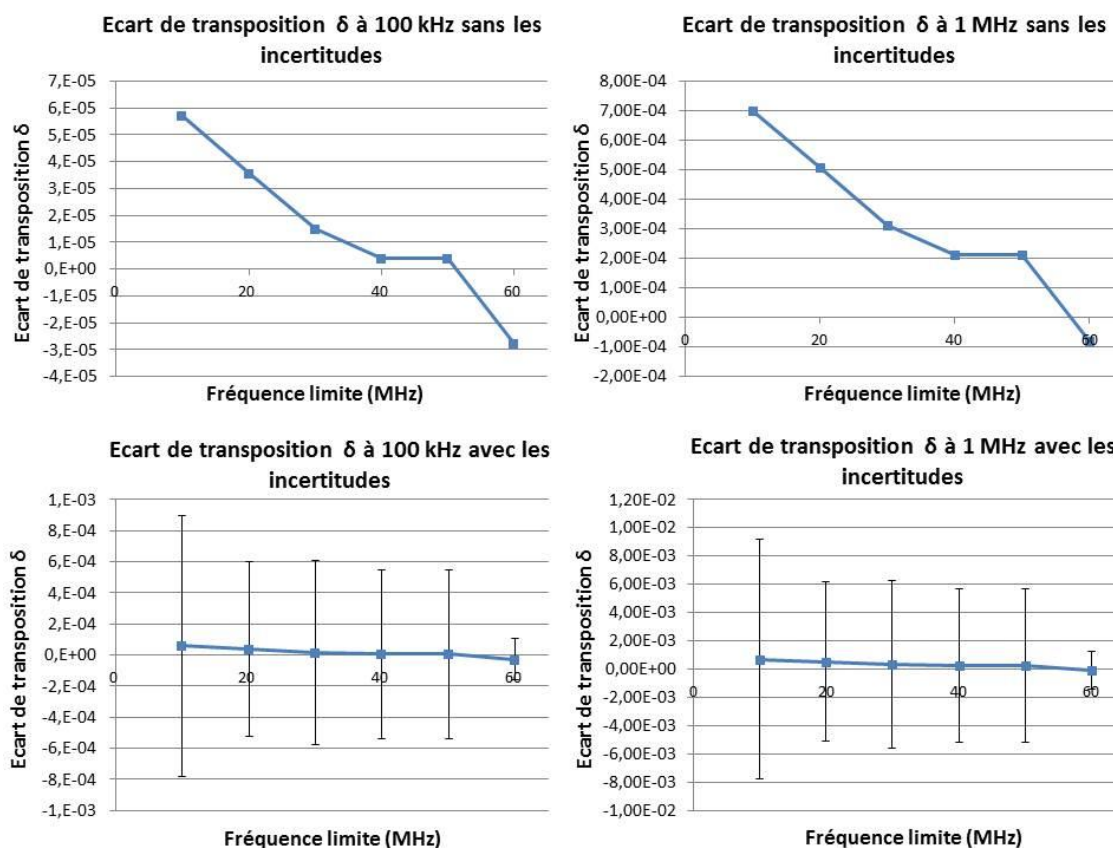 Ecart de transposition δ à 100 kHz sans les
incertitudes
7,E-05
6,E-05
5,E-05
4,E-05
3,E-05
2,E-05
1,E-05
0,E+00
-1,E-05
-2,E-05
-3,E-05
-4,E-05
0
20
40
60
Ecart de transposition δ
Fréquence limite (MHz)
Ecart de transposition δ à 1 MHz sans les
incertitudes
8,00E-04
7,00E-04
6,00E-04
5,00E-04
4,00E-04
3,00E-04
2,00E-04
1,00E-04
0,00E+00
-1,00E-04
-2,00E-04
0
20
40
60
Ecart de transposition δ
Fréquence limite (MHz)
Ecart de transposition δ à 100 kHz avec les
incertitudes
1,E-03
8,E-04
6,E-04
4,E-04
2,E-04
0,E+00
-2,E-04
-4,E-04
-6,E-04
-8,E-04
-1,E-03
0
20
40
60
Ecart de transposition δ
Fréquence limite (MHz)
Ecart de transposition δ à 1 MHz avec les
incertitudes
1,20E-02
1,00E-02
8,00E-03
6,00E-03
4,00E-03
2,00E-03
0,00E+00
-2,00E-03
-4,00E-03
-6,00E-03
-8,00E-03
-1,00E-02
0
20
40
60
Ecart de transposition δ
Fréquence limite (MHz)